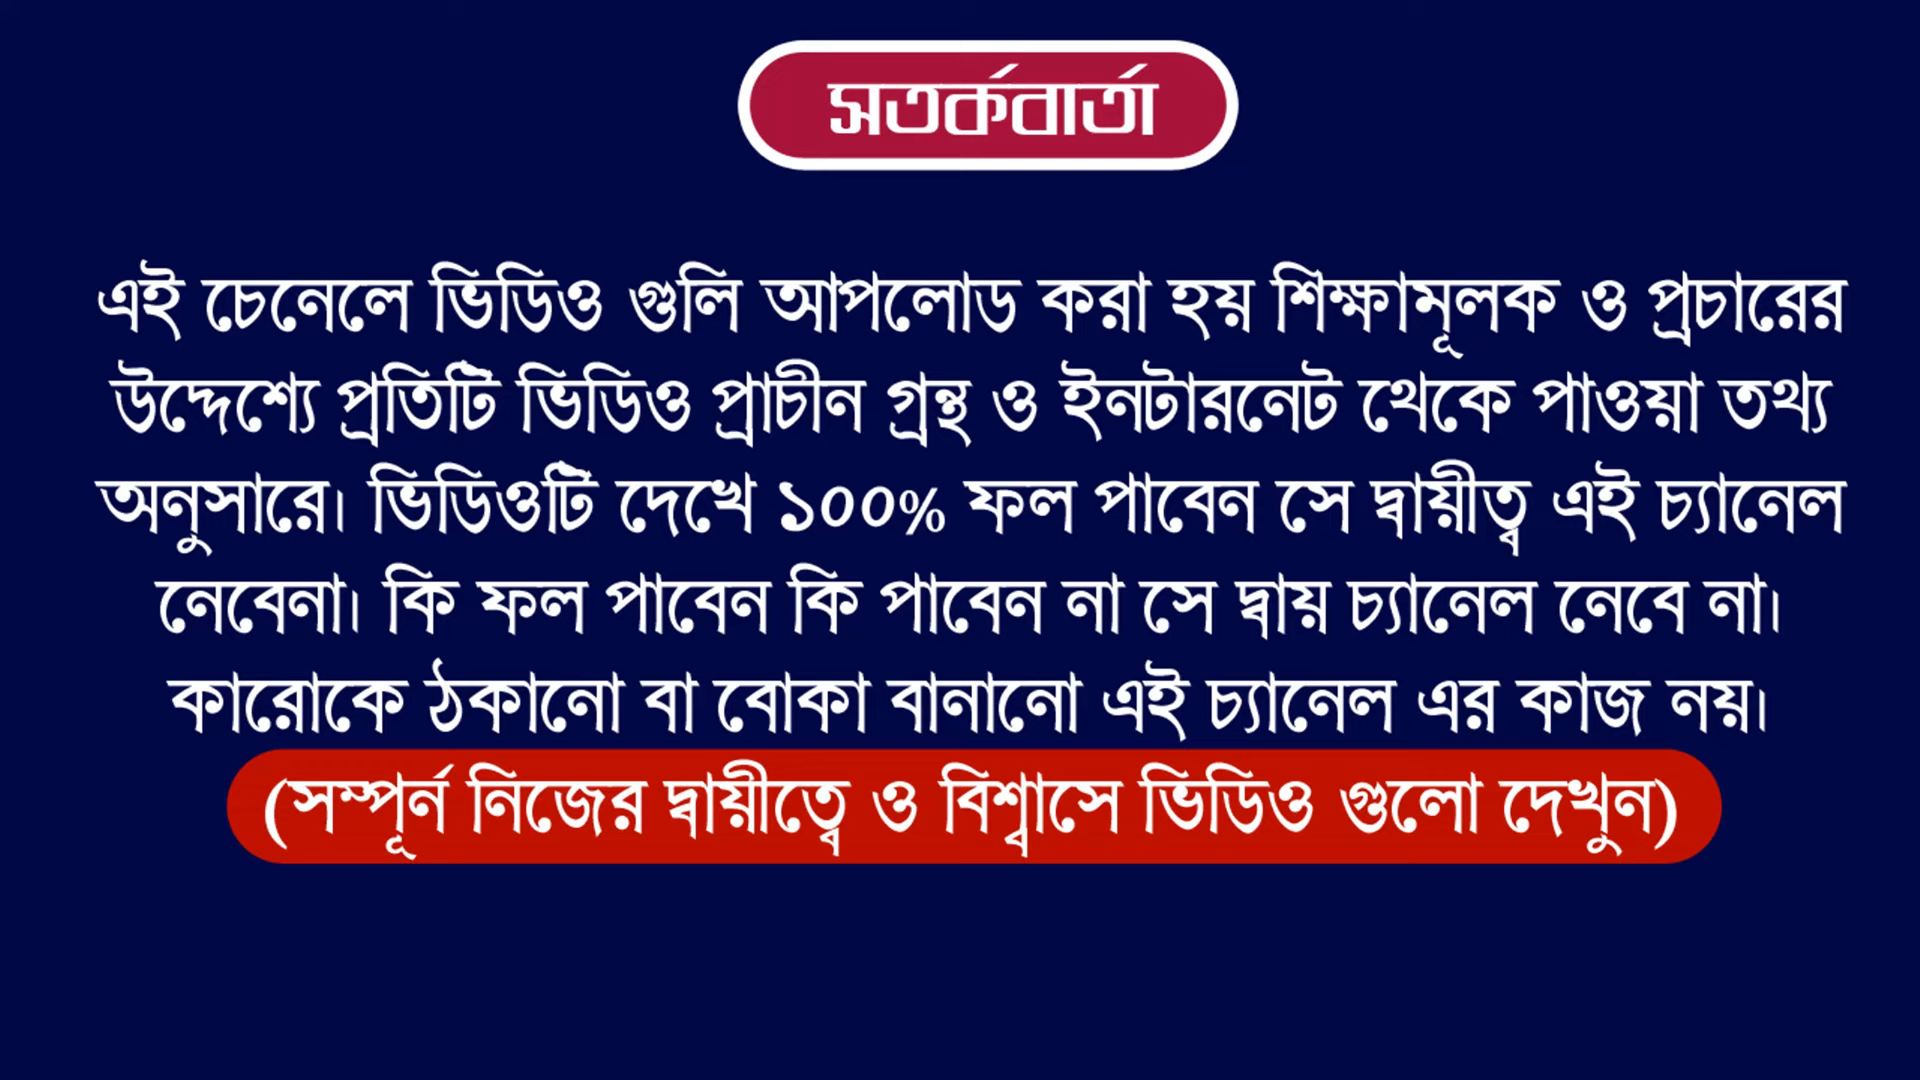 সতর্কবার্তা
এই চেনেলে ভিডিও গুলি আপলোড করা হয় শিক্ষামূলক ও প্রচারের
উদ্দেশ্যে প্রতিটি ভিডিও প্রাচীন গ্রন্থ ও ইনটারনেট থেকে পাওয়া তথ্য
অনুসারে। ভিডিওটি দেখে ১০০% ফল পাবেন সে দ্বায়ীত্ব এই চ্যানেল
নেবেনা। কি ফল পাবেন কি পাবেন না সে দ্বায় চ্যানেল নেবে না।
কারোকে ঠকানো বা বোকা বানানো এই চ্যানেল এর কাজ নয়।
(সম্পূর্ন নিজের দ্বায়ীত্বে ও বিশ্বাসে ভিডিও গুলো দেখুন)